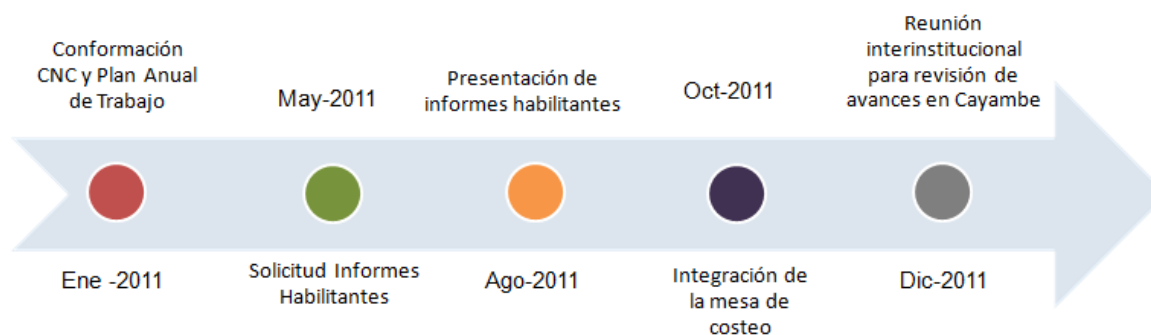 Conformación
CNC y Plan Anual
de Trabajo
Ene -2011
May-2011
Solicitud Informes
Habilitantes
Presentación de
informes habilitantes
Ago-2011
Oct-2011
Integración de
la mesa de
costeo
Reunión
interinstitucional
para revisión de
avances en Cayambe
Dic-2011